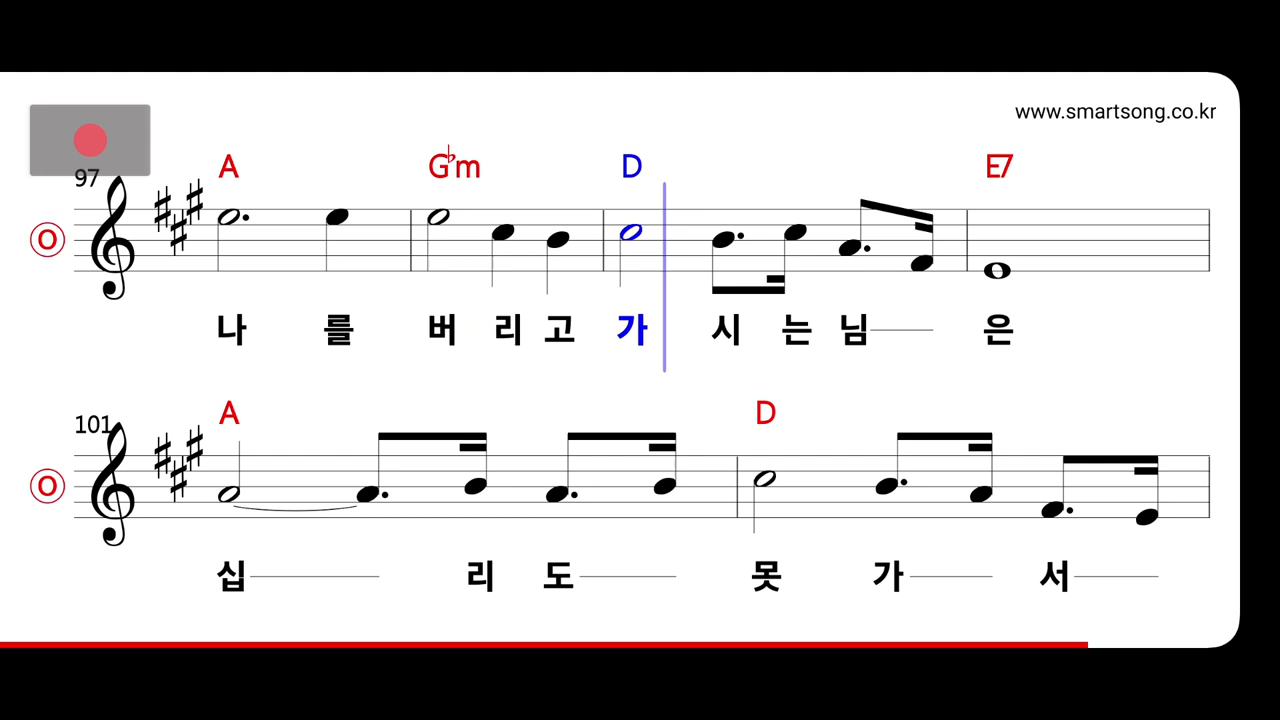 www.smartsong.co.kr
97
A G♭m D E7
O
나 를 버 리 고 가 시 는 님 은
101
A D
O
십 리 도 못 가 서